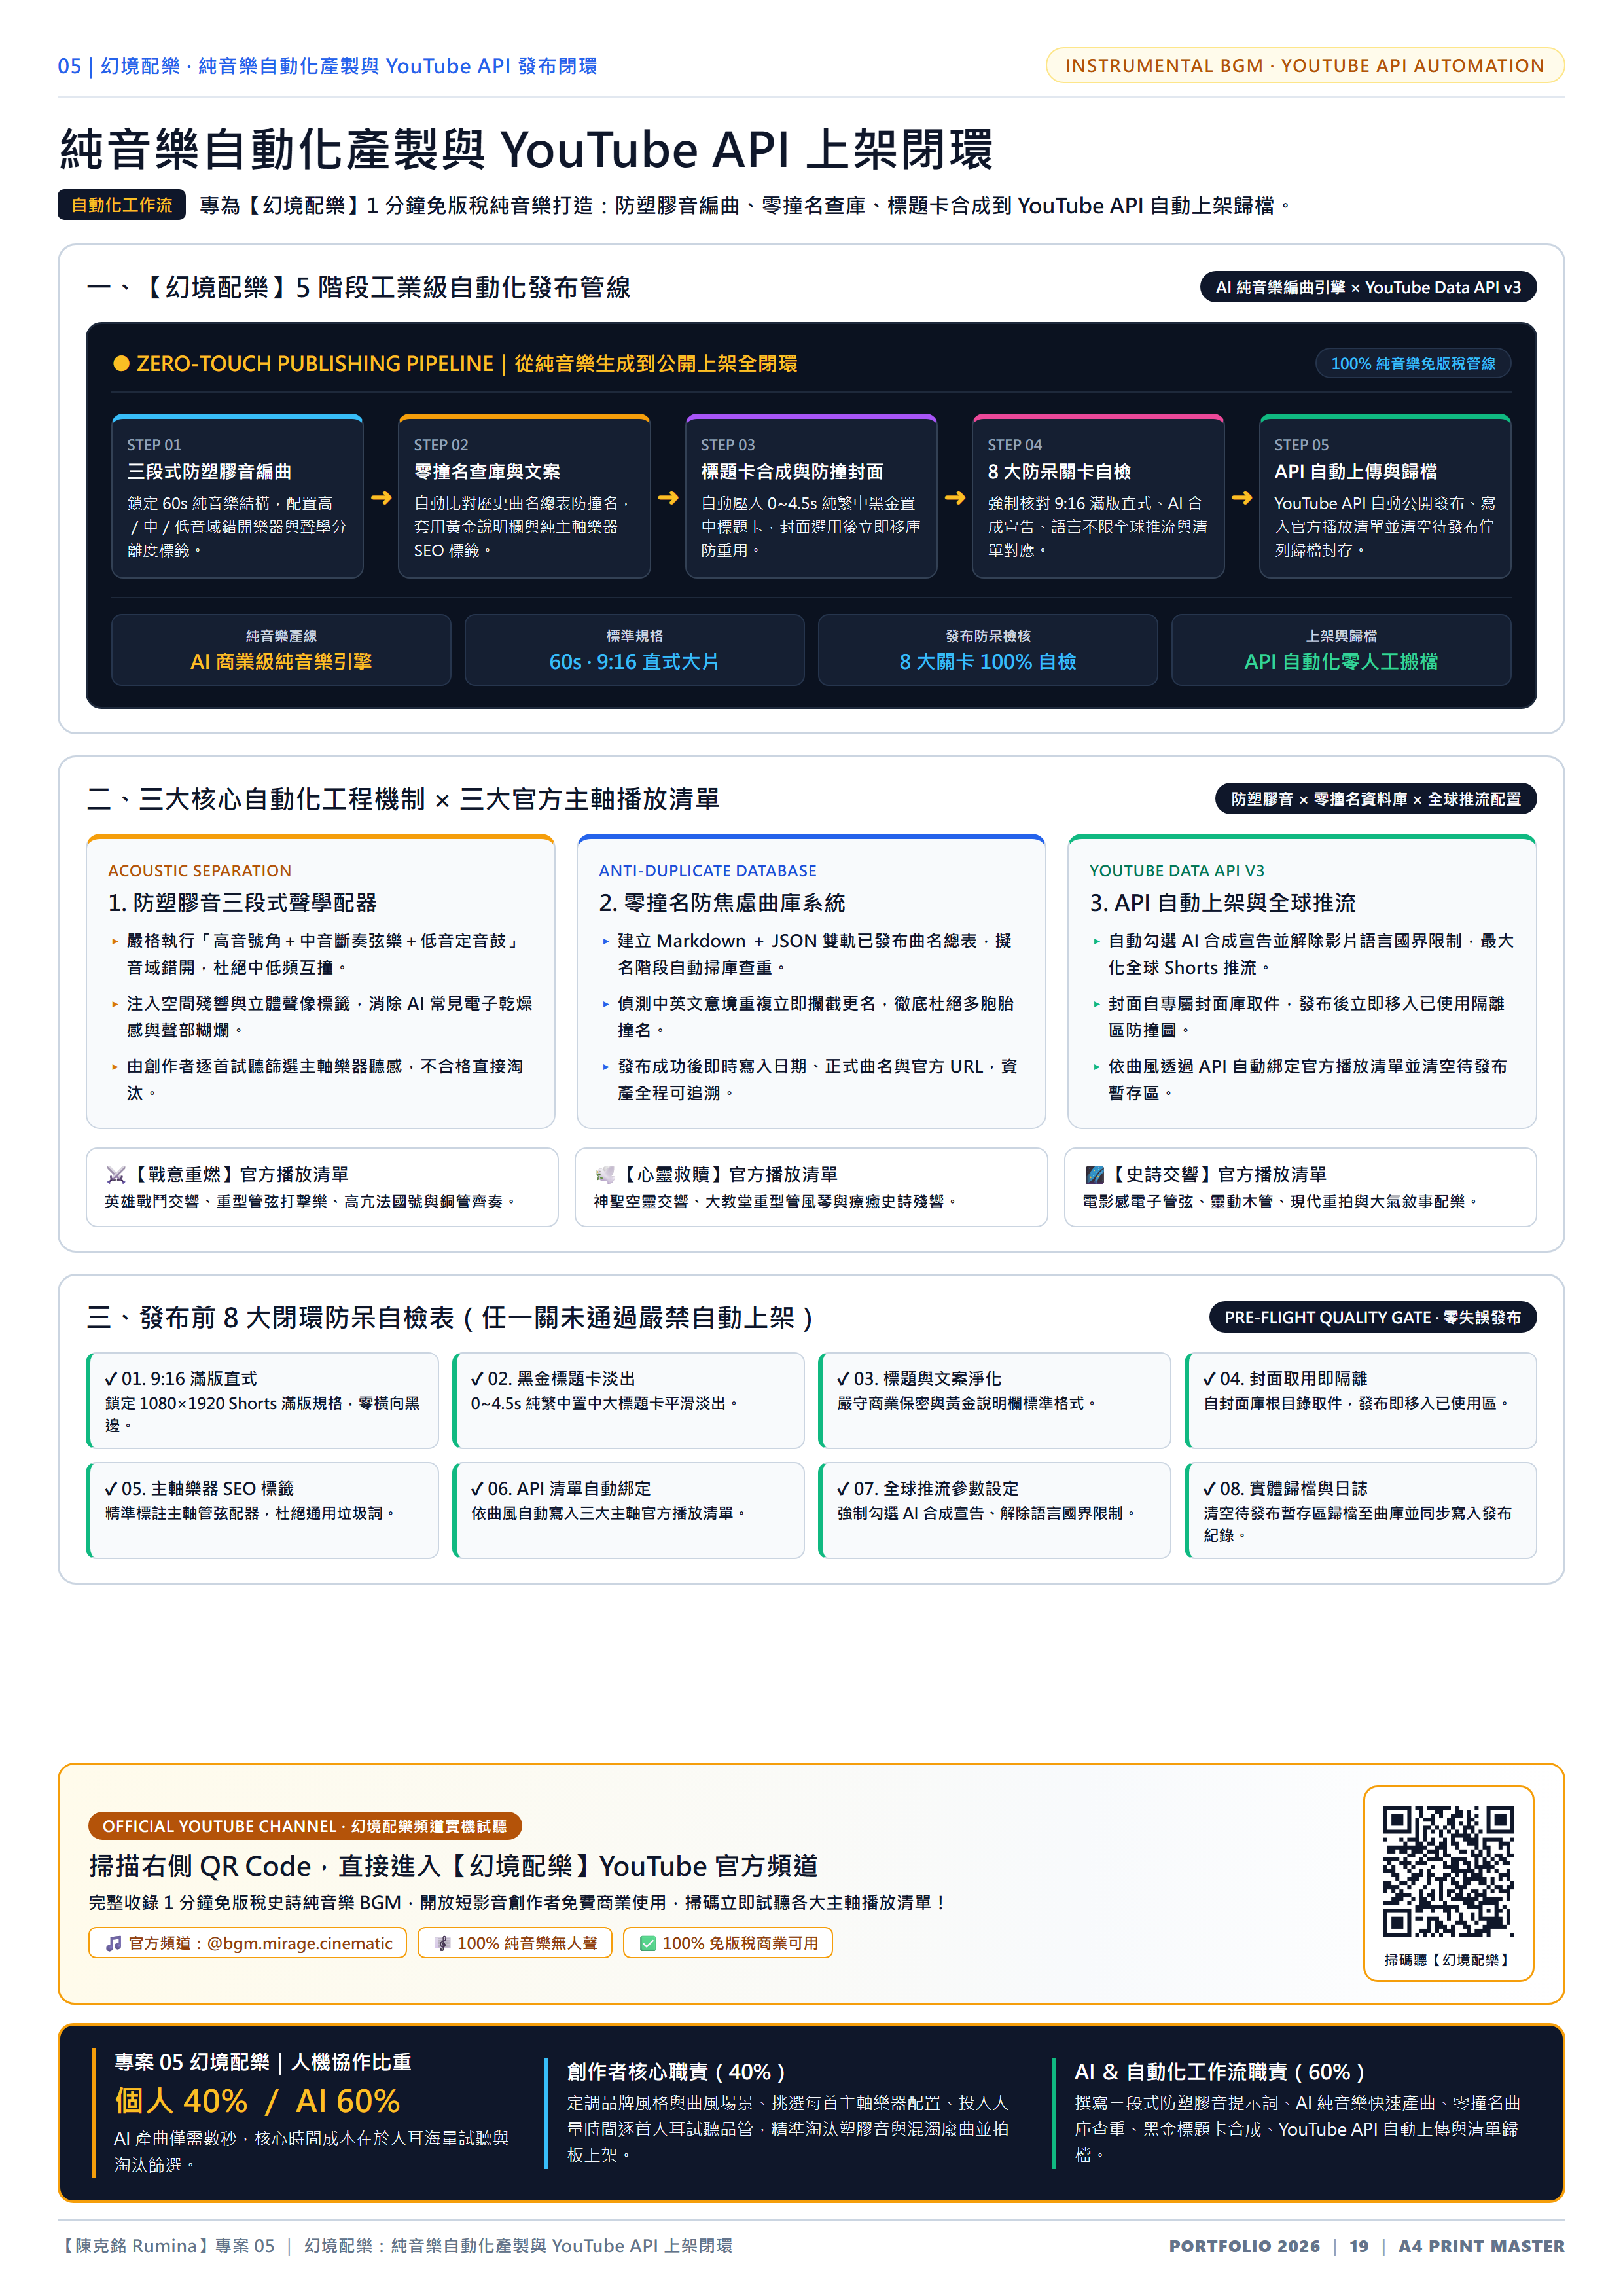 05 | 幻境配樂 · 純音樂自動化產製與 YouTube API 發布閉環
INSTRUMENTAL BGM · YOUTUBE API AUTOMATION
純音樂自動化產製與 YouTube API 上架閉環
自動化工作流
專為【幻境配樂】1 分鐘免版稅純音樂打造：防塑膠音編曲、零撞名查庫、標題卡合成到 YouTube API 自動上架歸檔。
一、【幻境配樂】5 階段工業級自動化發布管線
AI 純音樂編曲引擎 × YouTube Data API v3
● ZERO-TOUCH PUBLISHING PIPELINE | 從純音樂生成到公開上架全閉環
100% 純音樂免版稅管線
STEP 01
三段式防塑膠音編曲
鎖定 60s 純音樂結構，配置高
/ 中 / 低音域錯開樂器與聲學分
離度標籤。
➜
STEP 02
零撞名查庫與文案
自動比對歷史曲名總表防撞名，
套用黃金說明欄與純主軸樂器
SEO 標籤。
➜
STEP 03
標題卡合成與防撞封面
自動壓入 0~4.5s 純繁中黑金置
中標題卡，封面選用後立即移庫
防重用。
➜
STEP 04
8 大防呆關卡自檢
強制核對 9:16 滿版直式、AI 合
成宣告、語言不限全球推流與清
單對應。
➜
STEP 05
API 自動上傳與歸檔
YouTube API 自動公開發布、寫
入官方播放清單並清空待發布佇
列歸檔封存。
純音樂產線
AI 商業級純音樂引擎
標準規格
60s · 9:16 直式大片
發布防呆檢核
8 大關卡 100% 自檢
上架與歸檔
API 自動化零人工搬檔
二、三大核心自動化工程機制 × 三大官方主軸播放清單
防塑膠音 × 零撞名資料庫 × 全球推流配置
ACOUSTIC SEPARATION
1. 防塑膠音三段式聲學配器
▸ 嚴格執行「高音號角 + 中音斷奏弦樂 + 低音定音鼓」
音域錯開，杜絕中低頻互撞。
▸ 注入空間殘響與立體聲像標籤，消除 AI 常見電子乾燥
感與聲部糊爛。
▸ 由創作者逐首試聽篩選主軸樂器聽感，不合格直接淘
汰。
ANTI-DUPLICATE DATABASE
2. 零撞名防焦慮曲庫系統
▸ 建立 Markdown + JSON 雙軌已發布曲名總表，擬
名階段自動掃庫查重。
▸ 偵測中英文意境重複立即攔截更名，徹底杜絕多胞胎
撞名。
▸ 發布成功後即時寫入日期、正式曲名與官方 URL，資
產全程可追溯。
YOUTUBE DATA API V3
3. API 自動上架與全球推流
▸ 自動勾選 AI 合成宣告並解除影片語言國界限制，最大
化全球 Shorts 推流。
▸ 封面自專屬封面庫取件，發布後立即移入已使用隔離
區防撞圖。
▸ 依曲風透過 API 自動綁定官方播放清單並清空待發布
暫存區。
⚔️【戰意重燃】官方播放清單
英雄戰鬥交響、重型管弦打擊樂、高亢法國號與銅管齊奏。
🕊️【心靈救贖】官方播放清單
神聖空靈交響、大教堂重型管風琴與療癒史詩殘響。
🌌【史詩交響】官方播放清單
電影感電子管弦、靈動木管、現代重拍與大氣敘事配樂。
三、發布前 8 大閉環防呆自檢表（任一關未通過嚴禁自動上架）
PRE-FLIGHT QUALITY GATE · 零失誤發布
✓ 01. 9:16 滿版直式
鎖定 1080×1920 Shorts 滿版規格，零橫向黑
邊。
✓ 02. 黑金標題卡淡出
0~4.5s 純繁中置中大標題卡平滑淡出。
✓ 03. 標題與文案淨化
嚴守商業保密與黃金說明欄標準格式。
✓ 04. 封面取用即隔離
自封面庫根目錄取件，發布即移入已使用區。
✓ 05. 主軸樂器 SEO 標籤
精準標註主軸管弦配器，杜絕通用垃圾詞。
✓ 06. API 清單自動綁定
依曲風自動寫入三大主軸官方播放清單。
✓ 07. 全球推流參數設定
強制勾選 AI 合成宣告、解除語言國界限制。
✓ 08. 實體歸檔與日誌
清空待發布暫存區歸檔至曲庫並同步寫入發布
紀錄。
OFFICIAL YOUTUBE CHANNEL · 幻境配樂頻道實機試聽
掃描右側 QR Code，直接進入【幻境配樂】YouTube 官方頻道
完整收錄 1 分鐘免版稅史詩純音樂 BGM，開放短影音創作者免費商業使用，掃碼立即試聽各大主軸播放清單！
🎵 官方頻道：@bgm.mirage.cinematic
🎼 100% 純音樂無人聲
✅ 100% 免版稅商業可用
掃碼聽【幻境配樂】
專案 05 幻境配樂 | 人機協作比重
個人 40% / AI 60%
AI 產曲僅需數秒，核心時間成本在於人耳海量試聽與
淘汰篩選。
創作者核心職責（40%）
定調品牌風格與曲風場景、挑選每首主軸樂器配置、投入大
量時間逐首人耳試聽品管，精準淘汰塑膠音與混濁廢曲並拍
板上架。
AI & 自動化工作流職責（60%）
撰寫三段式防塑膠音提示詞、AI 純音樂快速產曲、零撞名曲
庫查重、黑金標題卡合成、YouTube API 自動上傳與清單歸
檔。
【陳克銘 Rumina】專案 05 | 幻境配樂：純音樂自動化產製與 YouTube API 上架閉環
PORTFOLIO 2026 | 19 | A4 PRINT MASTER